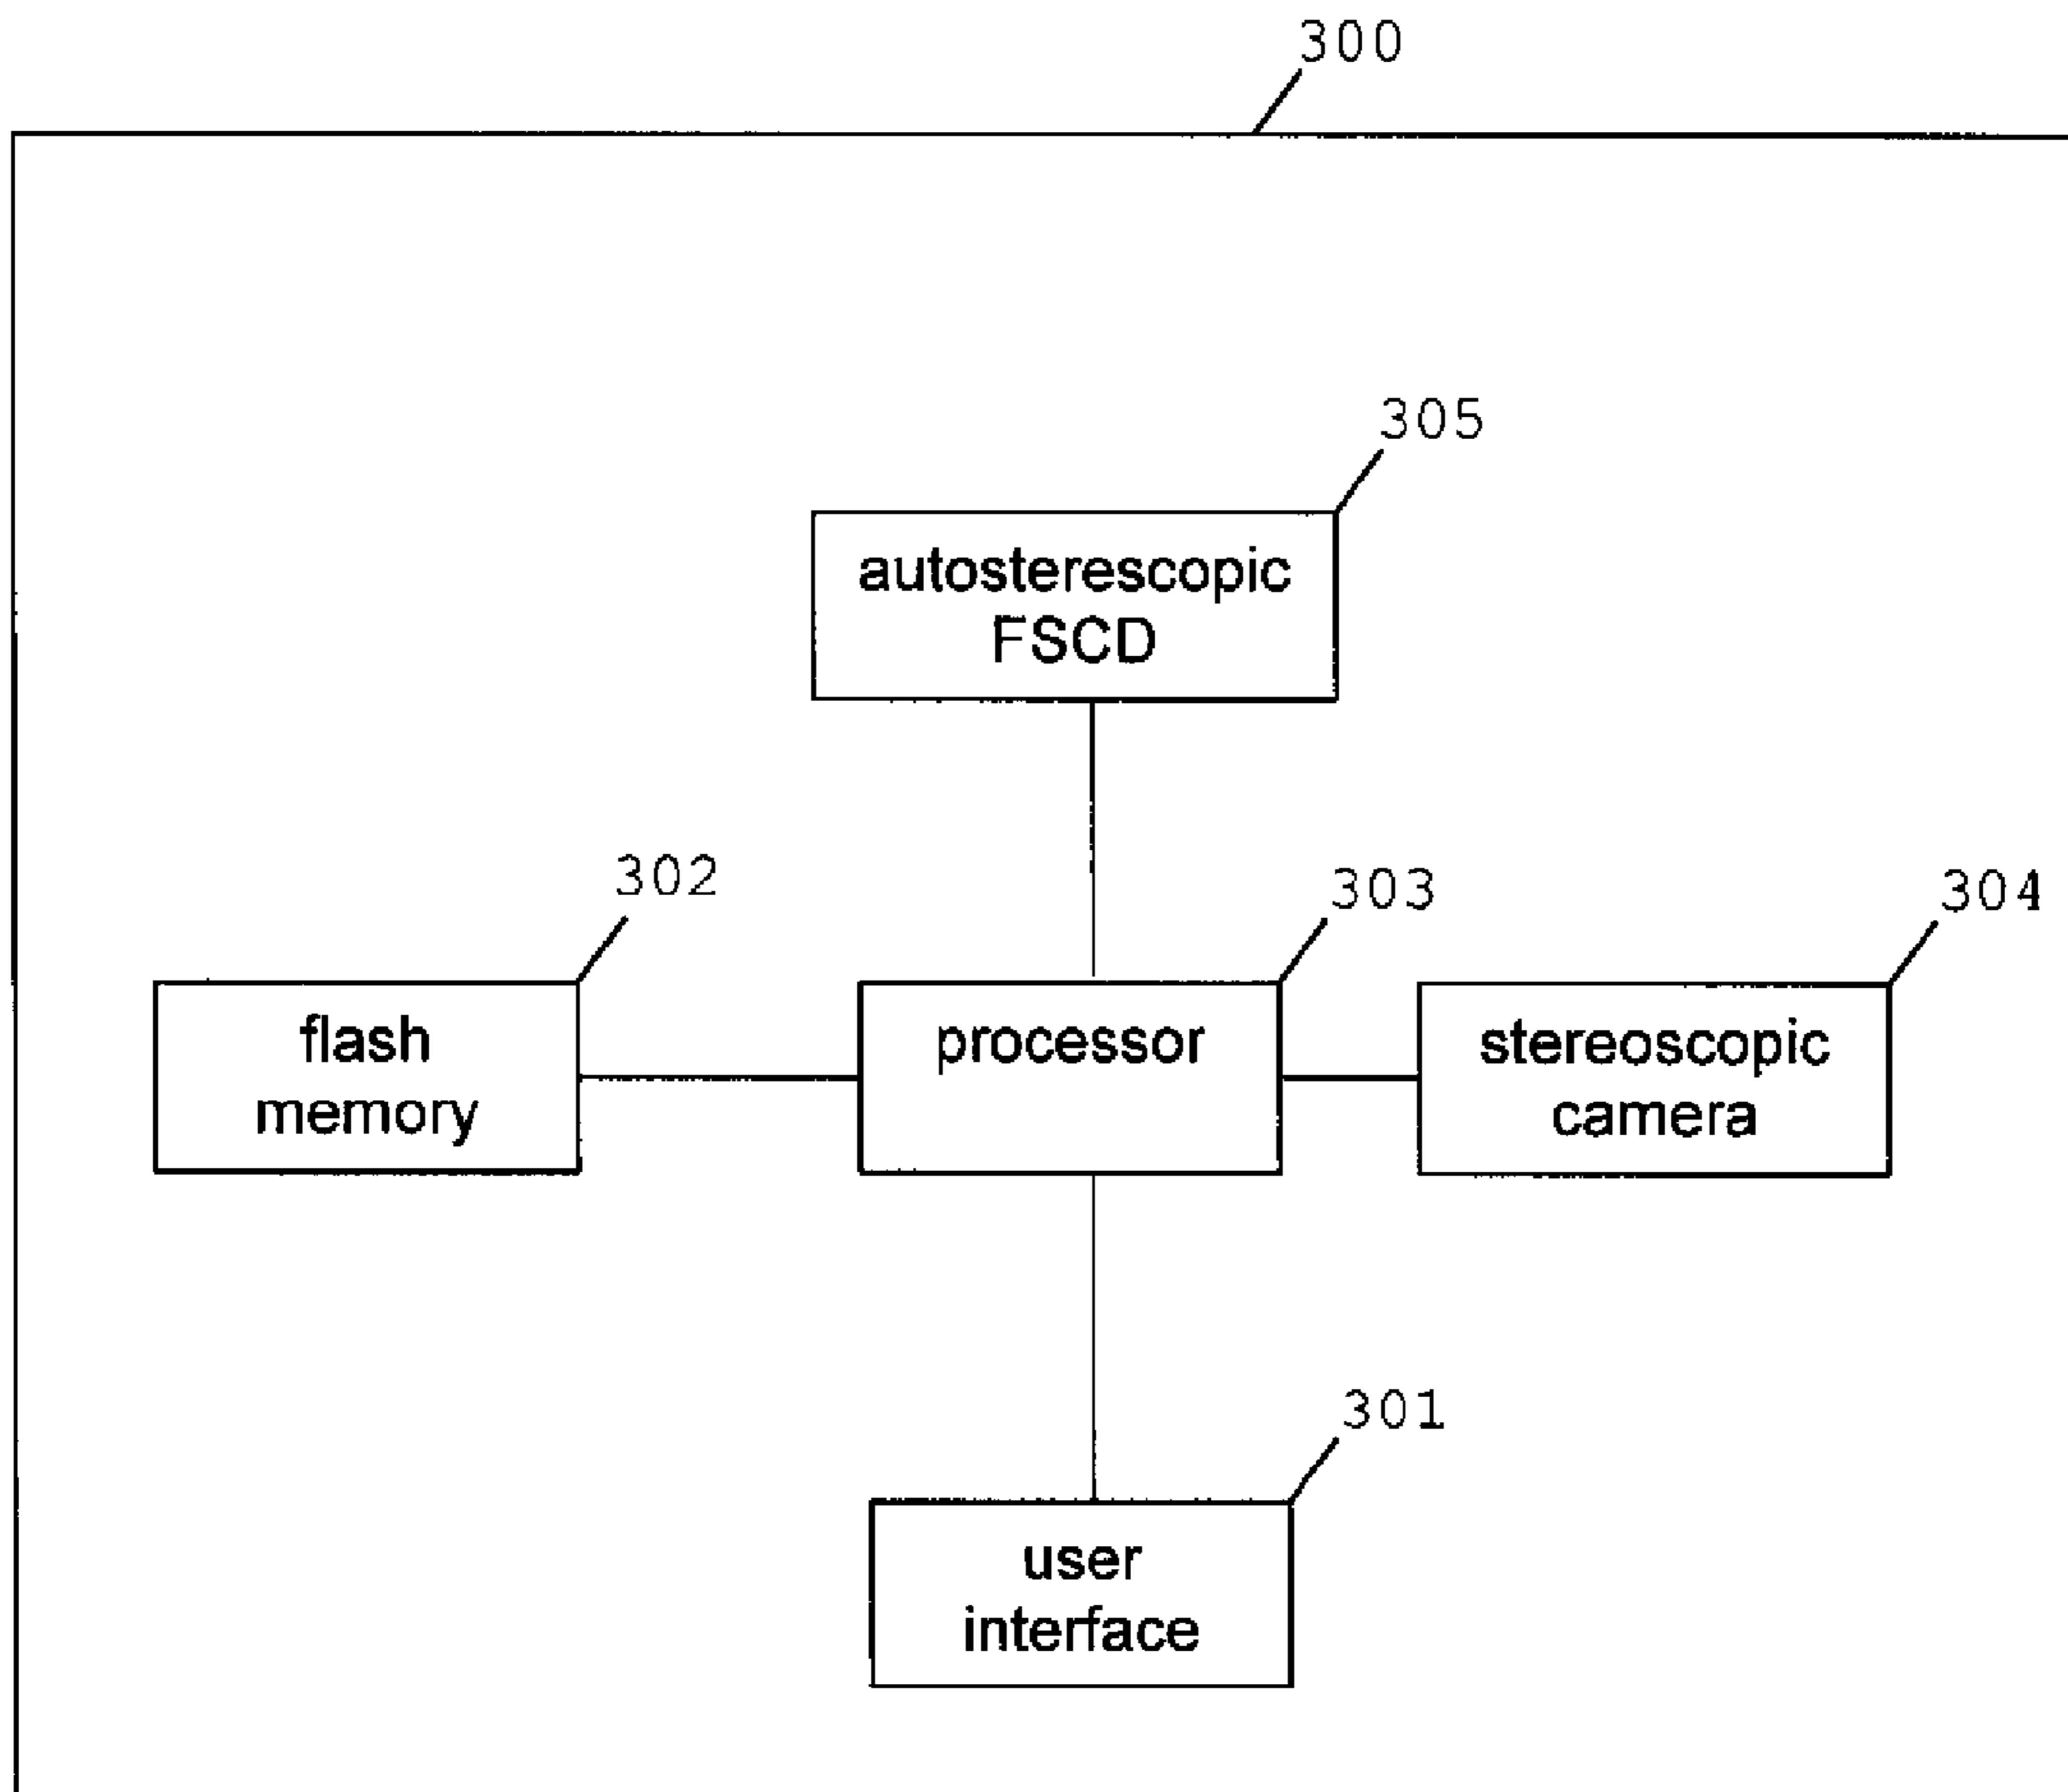 300
305
autosterescopic
FSCD
302
303
304
flash
memory
processor
stereoscopic
camera
301
user
interface